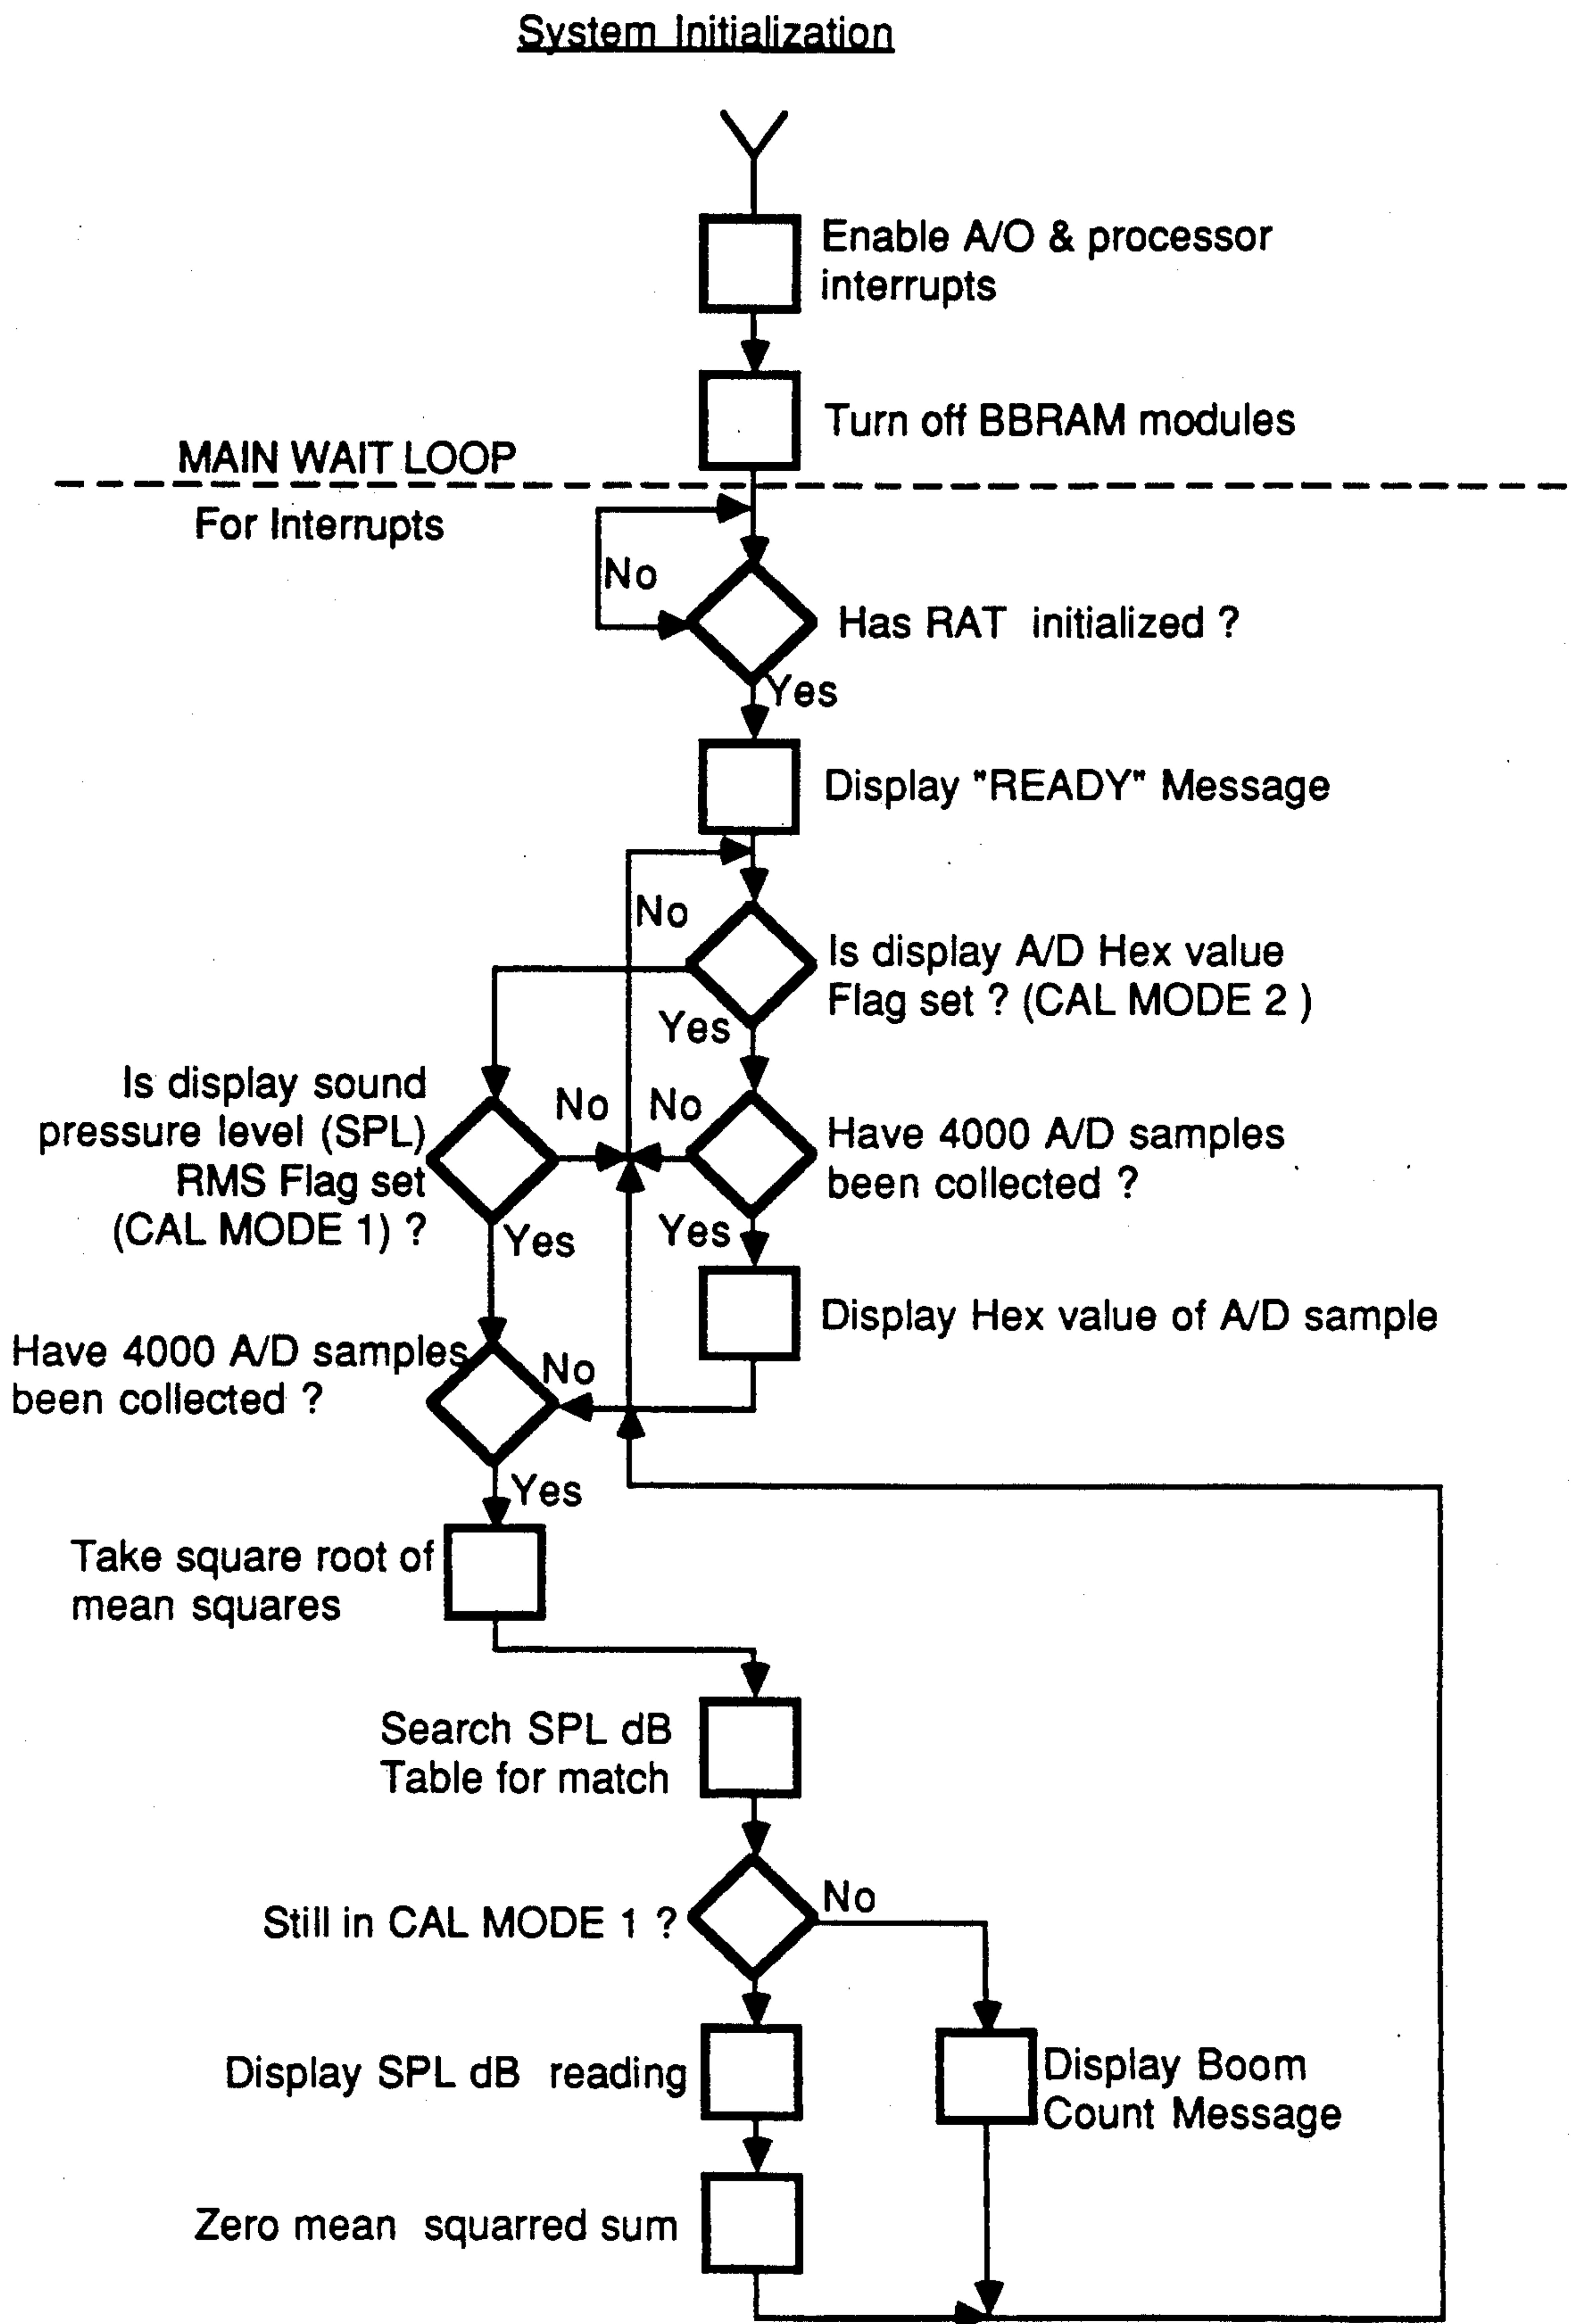 System Initialization
Enable A/O & processor
interrupts
Turn off BBRAM modules
MAIN WAIT LOOP
For Interrupts
No
Has RAT initialized ?
Yes
Display "READY" Message
No
Is display A/D Hex value
Flag set ? (CAL MODE 2 )
Yes
Is display sound
pressure level (SPL)
RMS Flag set
(CAL MODE 1) ?
No
No
Have 4000 A/D samples
been collected ?
Yes
Yes
Display Hex value of A/D sample
Have 4000 A/D samples
been collected ?
No
Yes
Take square root of
mean squares
Search SPL dB
Table for match
Still in CAL MODE 1 ?
No
Display SPL dB reading
Display Boom
Count Message
Zero mean squarred sum